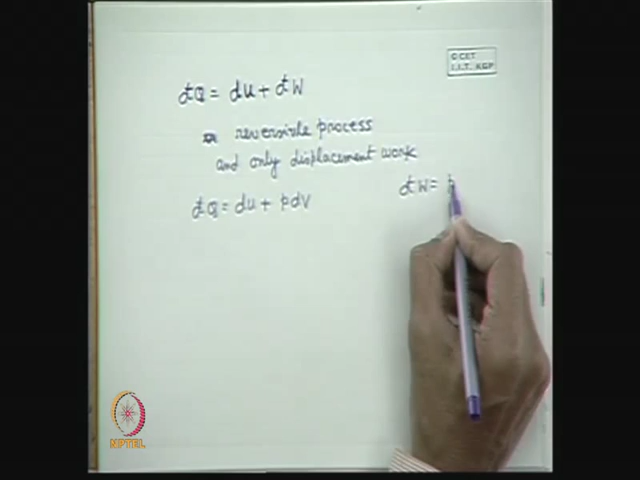 © CET
I.I.T. KGP
đQ = dU + đW
reversible process
and only displacement work
đW =
đQ = dU + pdV
NPTEL